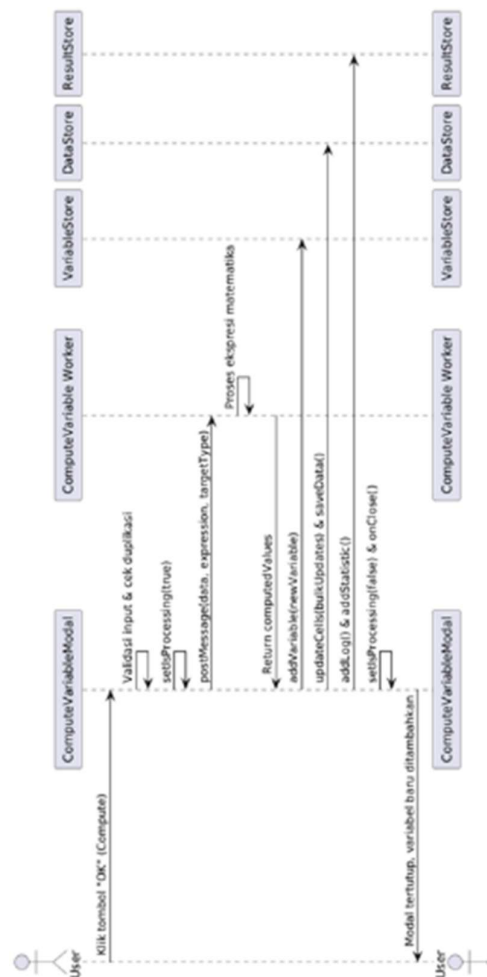 User
ComputeVariableModal
ComputeVariable Worker
VariableStore
DataStore
ResultStore
Klik tombol "OK" (Compute)
Validasi input & cek duplikasi
setIsProcessing(true)
postMessage(data, expression, targetType)
Proses ekspresi matematika
Return computedValues
addVariable(newVariable)
updateCells(bulkUpdates) & saveData()
addLog() & addStatistic()
setIsProcessing(false) & onClose()
Modal tertutup, variabel baru ditambahkan
User
ComputeVariableModal
ComputeVariable Worker
VariableStore
DataStore
ResultStore